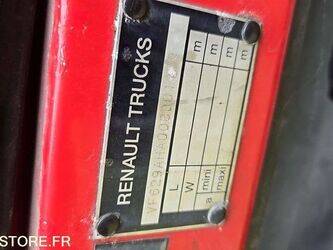 RENAULT TRUCKS
L m
W m
a mini m
maxi m
STORE.FR